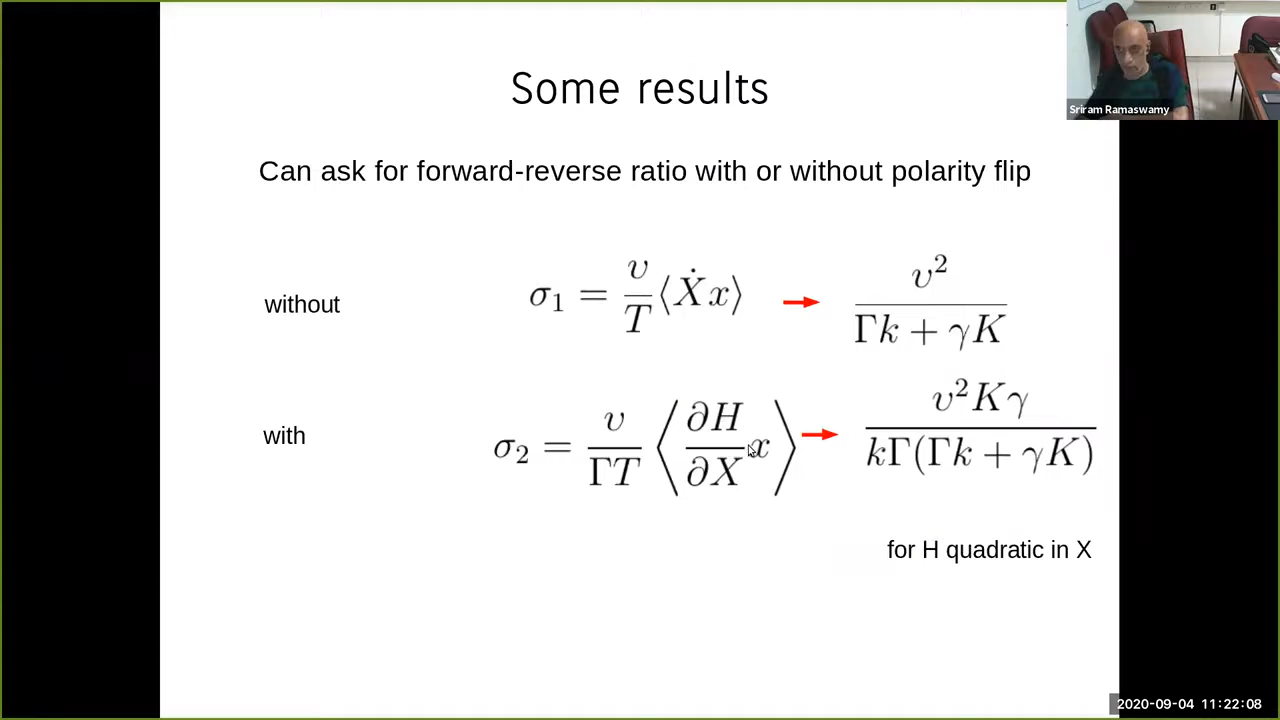 Some results
Sriram Ramaswamy
Can ask for forward-reverse ratio with or without polarity flip
without
σ₁ = υ/T ⟨Ẋx⟩ → υ²/(Γk + γK)
with
σ₂ = υ/(ΓT) ⟨∂H/∂X x⟩ → υ²Kγ/(kΓ(Γk + γK))
for H quadratic in X
2020-09-04 11:22:08